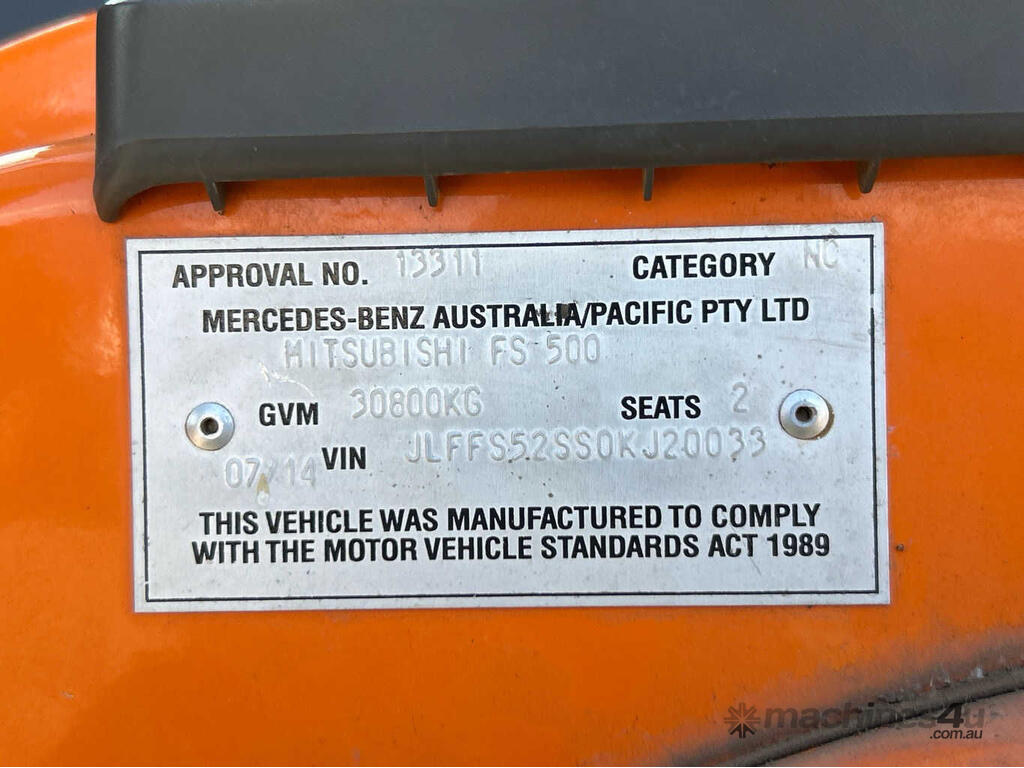 APPROVAL NO. 13311 CATEGORY NC
MERCEDES-BENZ AUSTRALIA/PACIFIC PTY LTD
MITSUBISHI FS 500
GVM 30800KG SEATS 2
07/14 VIN JLFFS52SS0KJ20033
THIS VEHICLE WAS MANUFACTURED TO COMPLY
WITH THE MOTOR VEHICLE STANDARDS ACT 1989
machines4u
.com.au